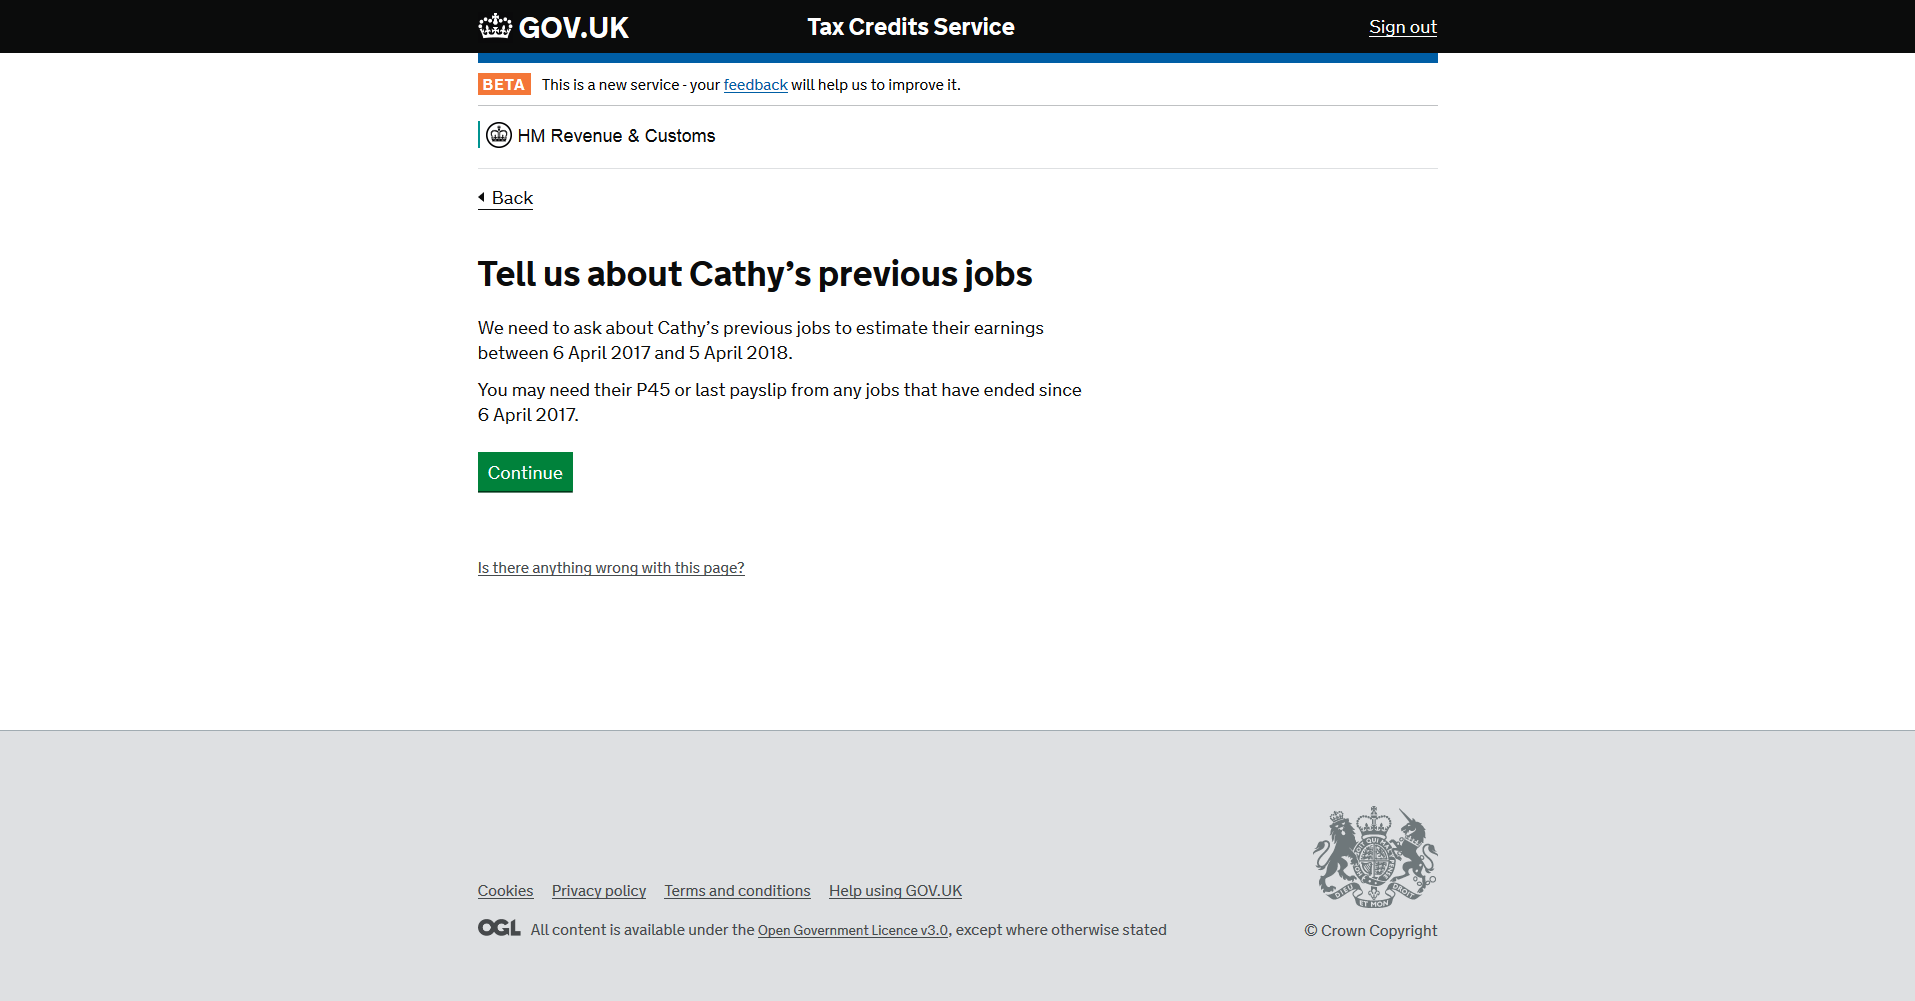 GOV.UK Tax Credits Service Sign out
BETA This is a new service - your feedback will help us to improve it.
HM Revenue & Customs
Back
Tell us about Cathy’s previous jobs
We need to ask about Cathy’s previous jobs to estimate their earnings
between 6 April 2017 and 5 April 2018.
You may need their P45 or last payslip from any jobs that have ended since
6 April 2017.
Continue
Is there anything wrong with this page?
Cookies Privacy policy Terms and conditions Help using GOV.UK
OGL All content is available under the Open Government Licence v3.0, except where otherwise stated
DIEU ET MON DROIT
© Crown Copyright